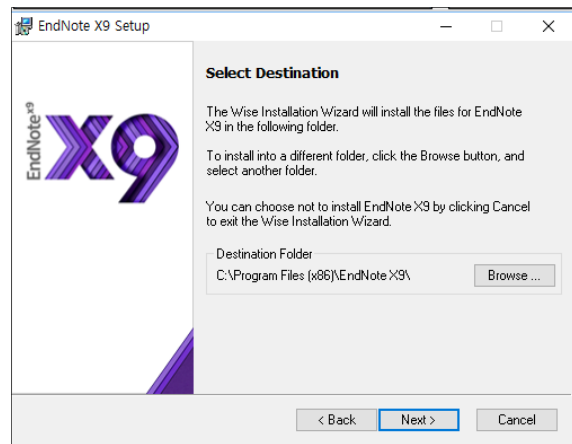 EndNote X9 Setup
Select Destination
The Wise Installation Wizard will install the files for EndNote
X9 in the following folder.
To install into a different folder, click the Browse button, and
select another folder.
You can choose not to install EndNote X9 by clicking Cancel
to exit the Wise Installation Wizard.
Destination Folder
C:\Program Files (x86)\EndNote X9\
Browse ...
< Back
Next >
Cancel
EndNote x9
X9